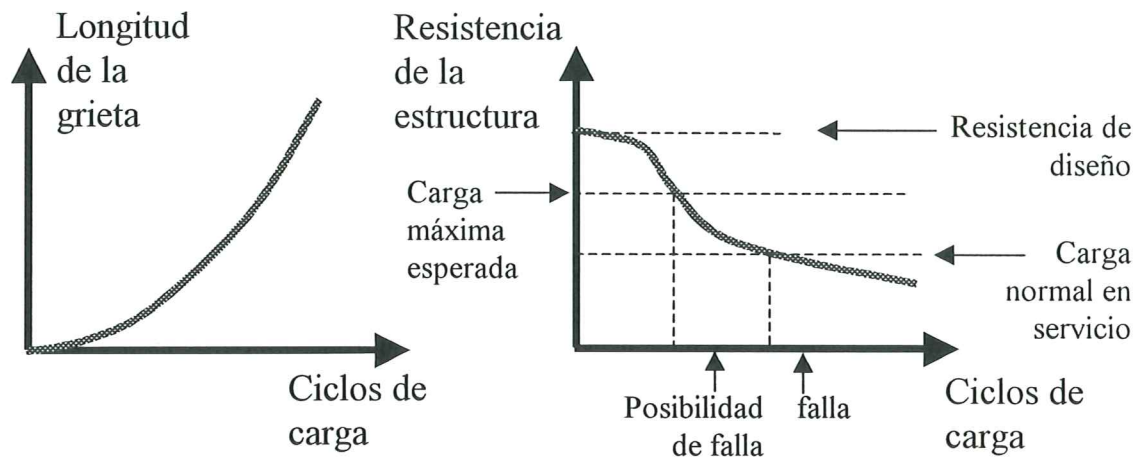 Longitud
de la
grieta
Ciclos de
carga
Resistencia
de la
estructura
Carga
máxima
esperada
Resistencia de
diseño
Carga
normal en
servicio
Posibilidad
de falla
falla
Ciclos de
carga